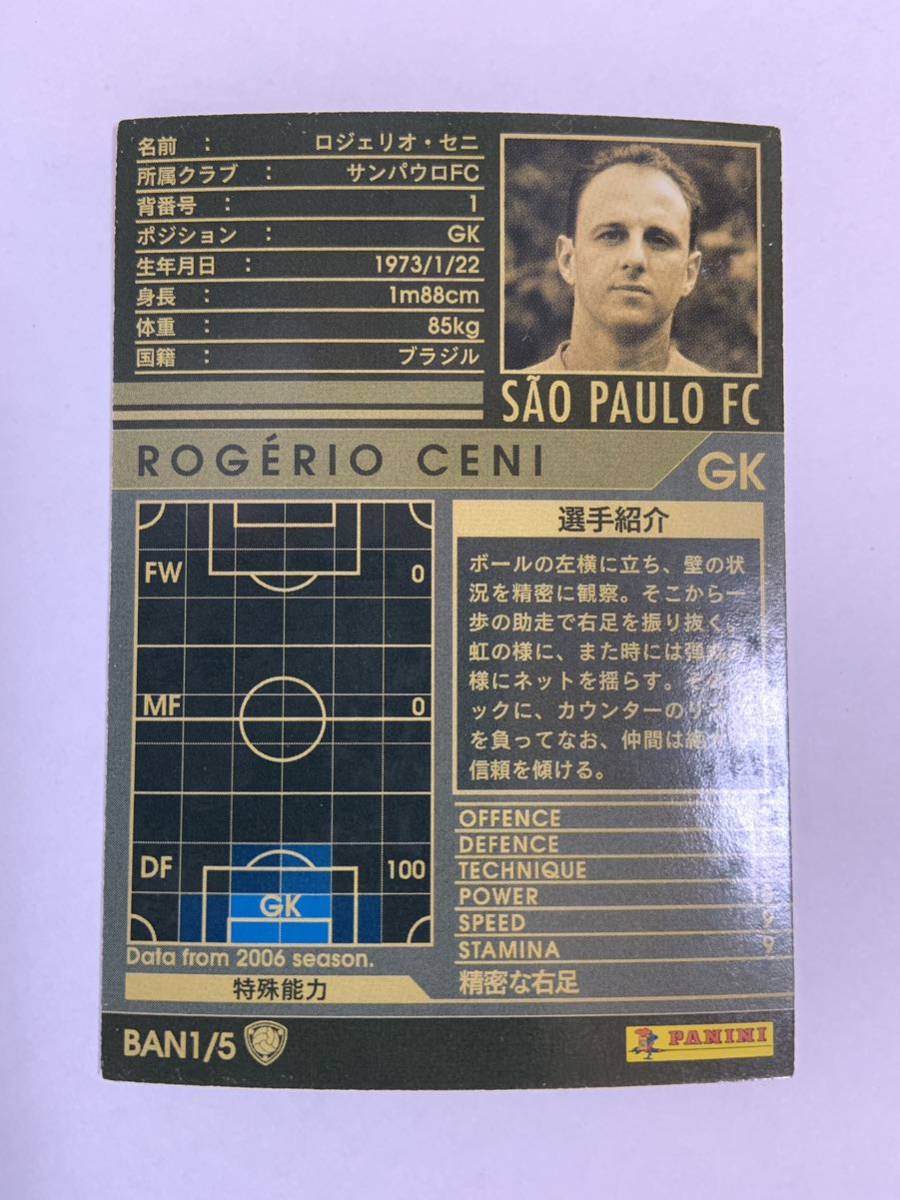 名前 : ロジェリオ・セニ
所属クラブ : サンパウロFC
背番号 : 1
ポジション : GK
生年月日 : 1973/1/22
身長 : 1m88cm
体重 : 85kg
国籍 : ブラジル
SÃO PAULO FC
ROGÉRIO CENI
GK
FW 0
MF 0
DF 100
GK
Data from 2006 season.
特殊能力
選手紹介
ボールの左横に立ち、壁の状
況を精密に観察。そこから一
歩の助走で右足を振り抜く。
虹の様に、また時には弾丸の
様にネットを揺らす。その
ックに、カウンターのリ
を負ってなお、仲間は絶
信頼を傾ける。
OFFENCE
DEFENCE
TECHNIQUE
POWER
SPEED
STAMINA 9
精密な右足
BAN1/5
PANINI